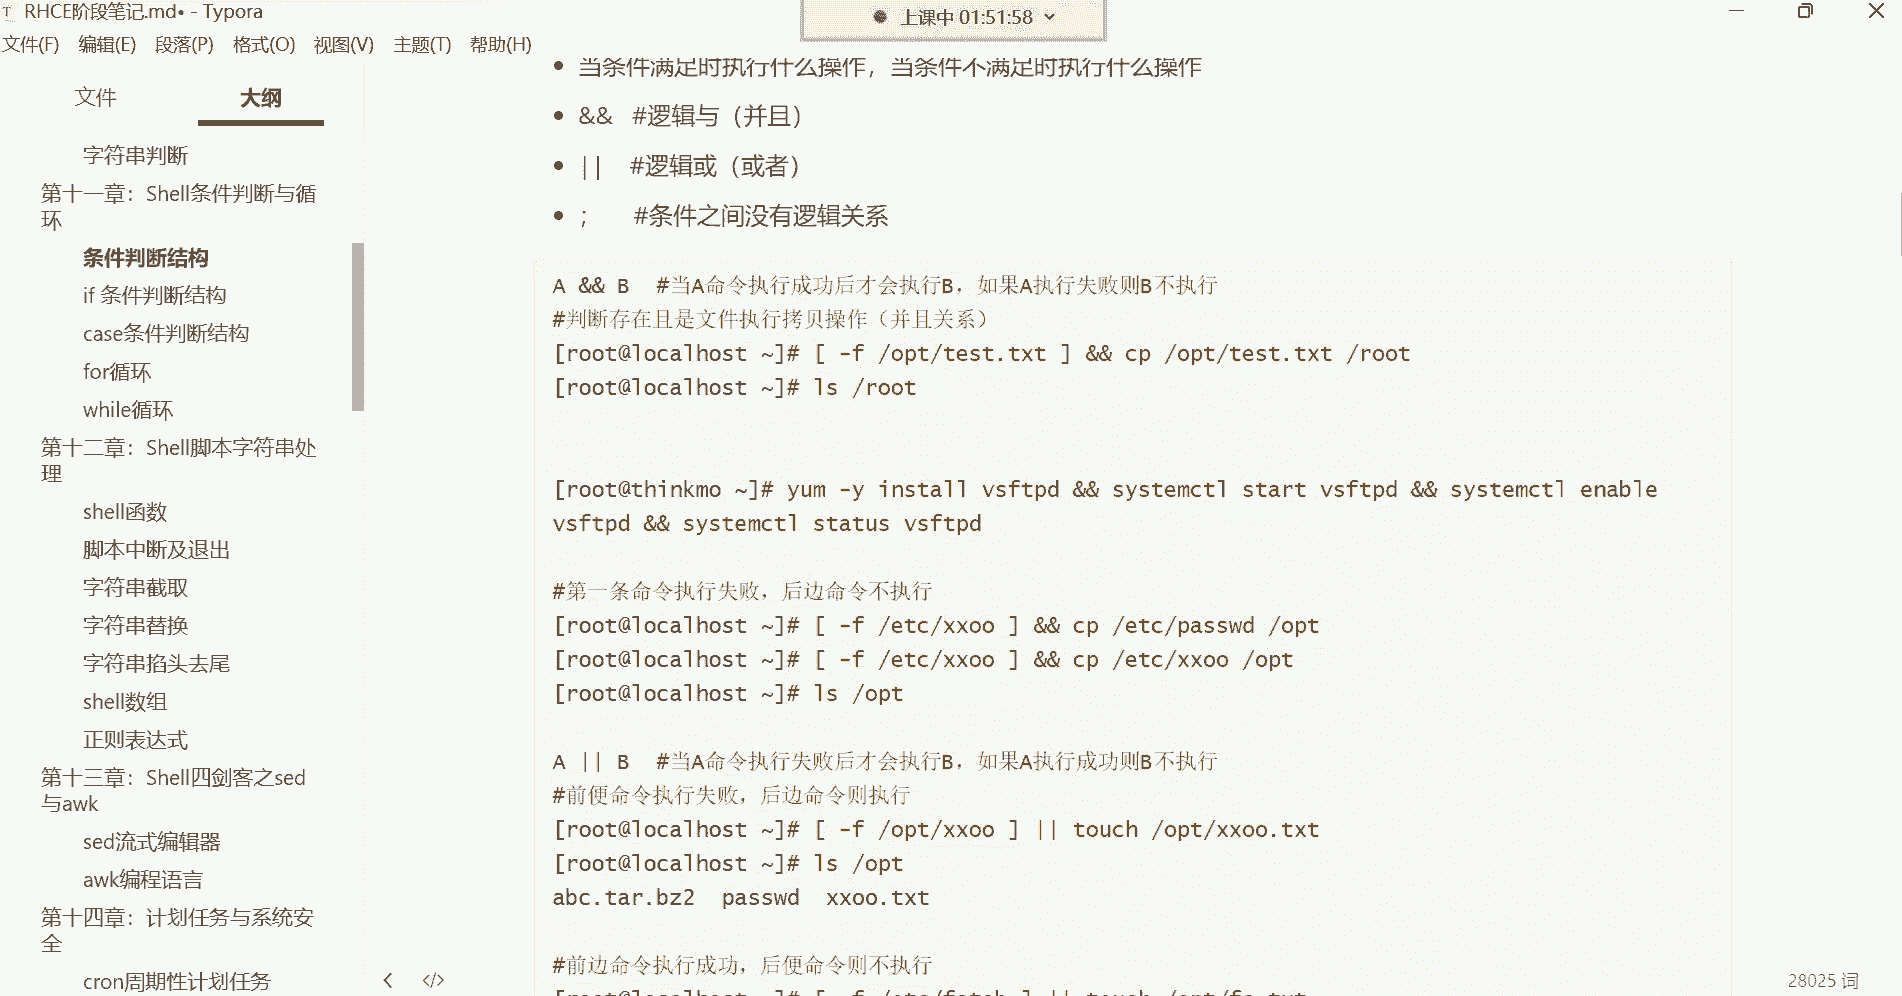 RHCE阶段笔记.md• - Typora
上课中 01:51:58
文件(F) 编辑(E) 段落(P) 格式(O) 视图(V) 主题(T) 帮助(H)
文件 大纲
字符串判断
第十一章：Shell条件判断与循
环
条件判断结构
if 条件判断结构
case条件判断结构
for循环
while循环
第十二章：Shell脚本字符串处
理
shell函数
脚本中断及退出
字符串截取
字符串替换
字符串掐头去尾
shell数组
正则表达式
第十三章：Shell四剑客之sed
与awk
sed流式编辑器
awk编程语言
第十四章：计划任务与系统安
全
cron周期性计划任务
当条件满足时执行什么操作，当条件不满足时执行什么操作
&& #逻辑与（并且）
|| #逻辑或（或者）
; #条件之间没有逻辑关系
A && B #当A命令执行成功后才会执行B，如果A执行失败则B不执行
#判断存在且是文件执行拷贝操作（并且关系）
[root@localhost ~]# [ -f /opt/test.txt ] && cp /opt/test.txt /root
[root@localhost ~]# ls /root
[root@thinkmo ~]# yum -y install vsftpd && systemctl start vsftpd && systemctl enable
vsftpd && systemctl status vsftpd
#第一条命令执行失败，后边命令不执行
[root@localhost ~]# [ -f /etc/xxoo ] && cp /etc/passwd /opt
[root@localhost ~]# [ -f /etc/xxoo ] && cp /etc/xxoo /opt
[root@localhost ~]# ls /opt
A || B #当A命令执行失败后才会执行B，如果A执行成功则B不执行
#前便命令执行失败，后边命令则执行
[root@localhost ~]# [ -f /opt/xxoo ] || touch /opt/xxoo.txt
[root@localhost ~]# ls /opt
abc.tar.bz2 passwd xxoo.txt
#前边命令执行成功，后便命令则不执行
28025 词